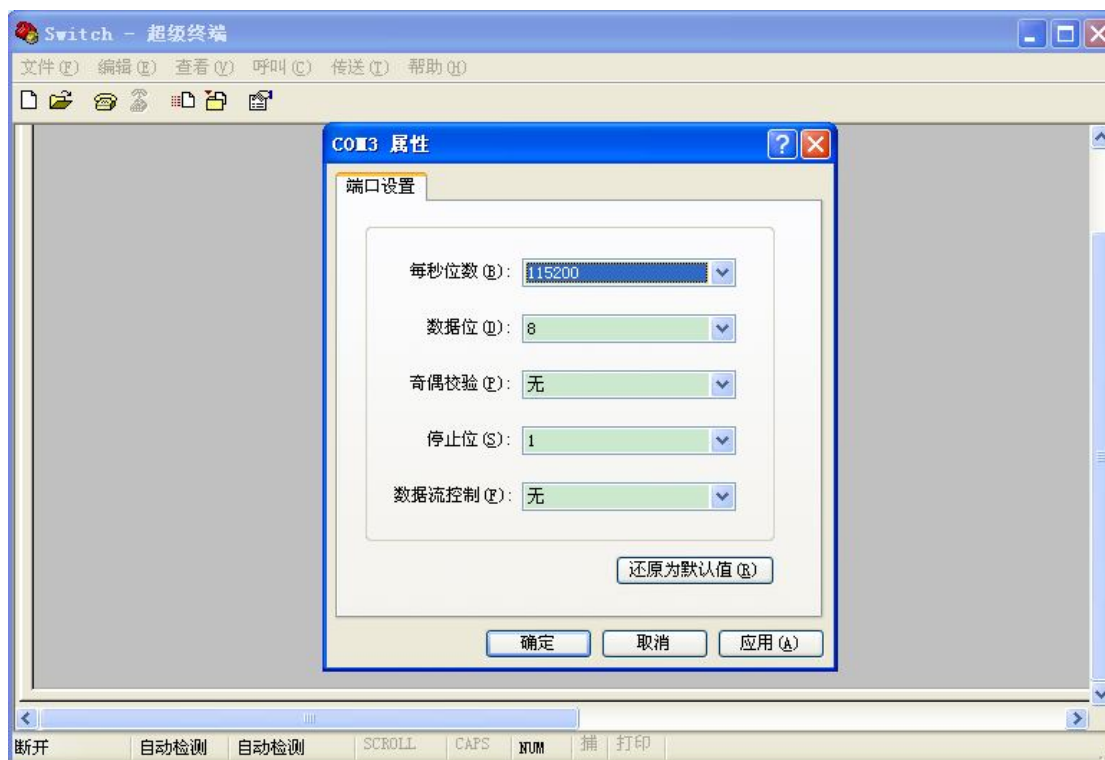 Switch - 超级终端
文件(F) 编辑(E) 查看(V) 呼叫(C) 传送(T) 帮助(H)
COM3 属性
端口设置
每秒位数(B): 115200
数据位(D): 8
奇偶校验(P): 无
停止位(S): 1
数据流控制(F): 无
还原为默认值(R)
确定 取消 应用(A)
断开 自动检测 自动检测 SCROLL CAPS NUM 捕 打印